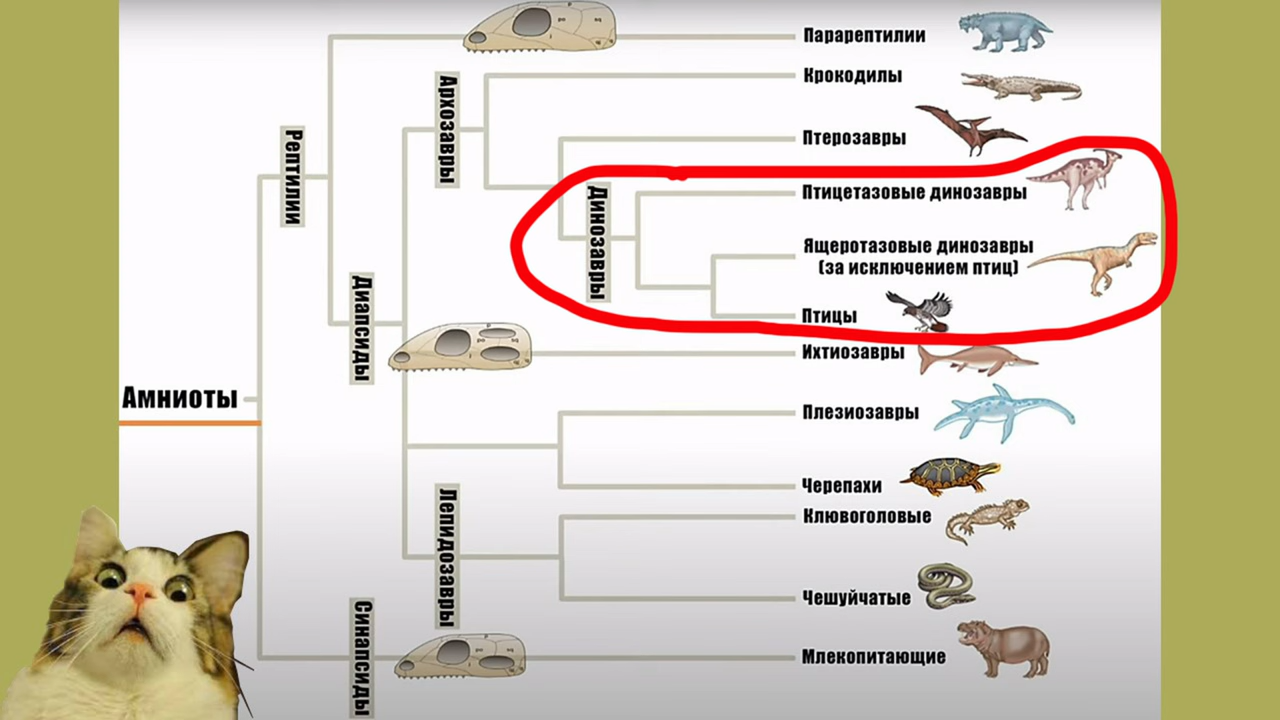 Парарептилии
Крокодилы
Архозавры
Птерозавры
Рептилии
Птицетазовые динозавры
Динозавры
Ящеротазовые динозавры
(за исключением птиц)
Птицы
Диапсиды
Ихтиозавры
Амниоты
Плезиозавры
Черепахи
Клювоголовые
Лепидозавры
Чешуйчатые
Синапсиды
Млекопитающие